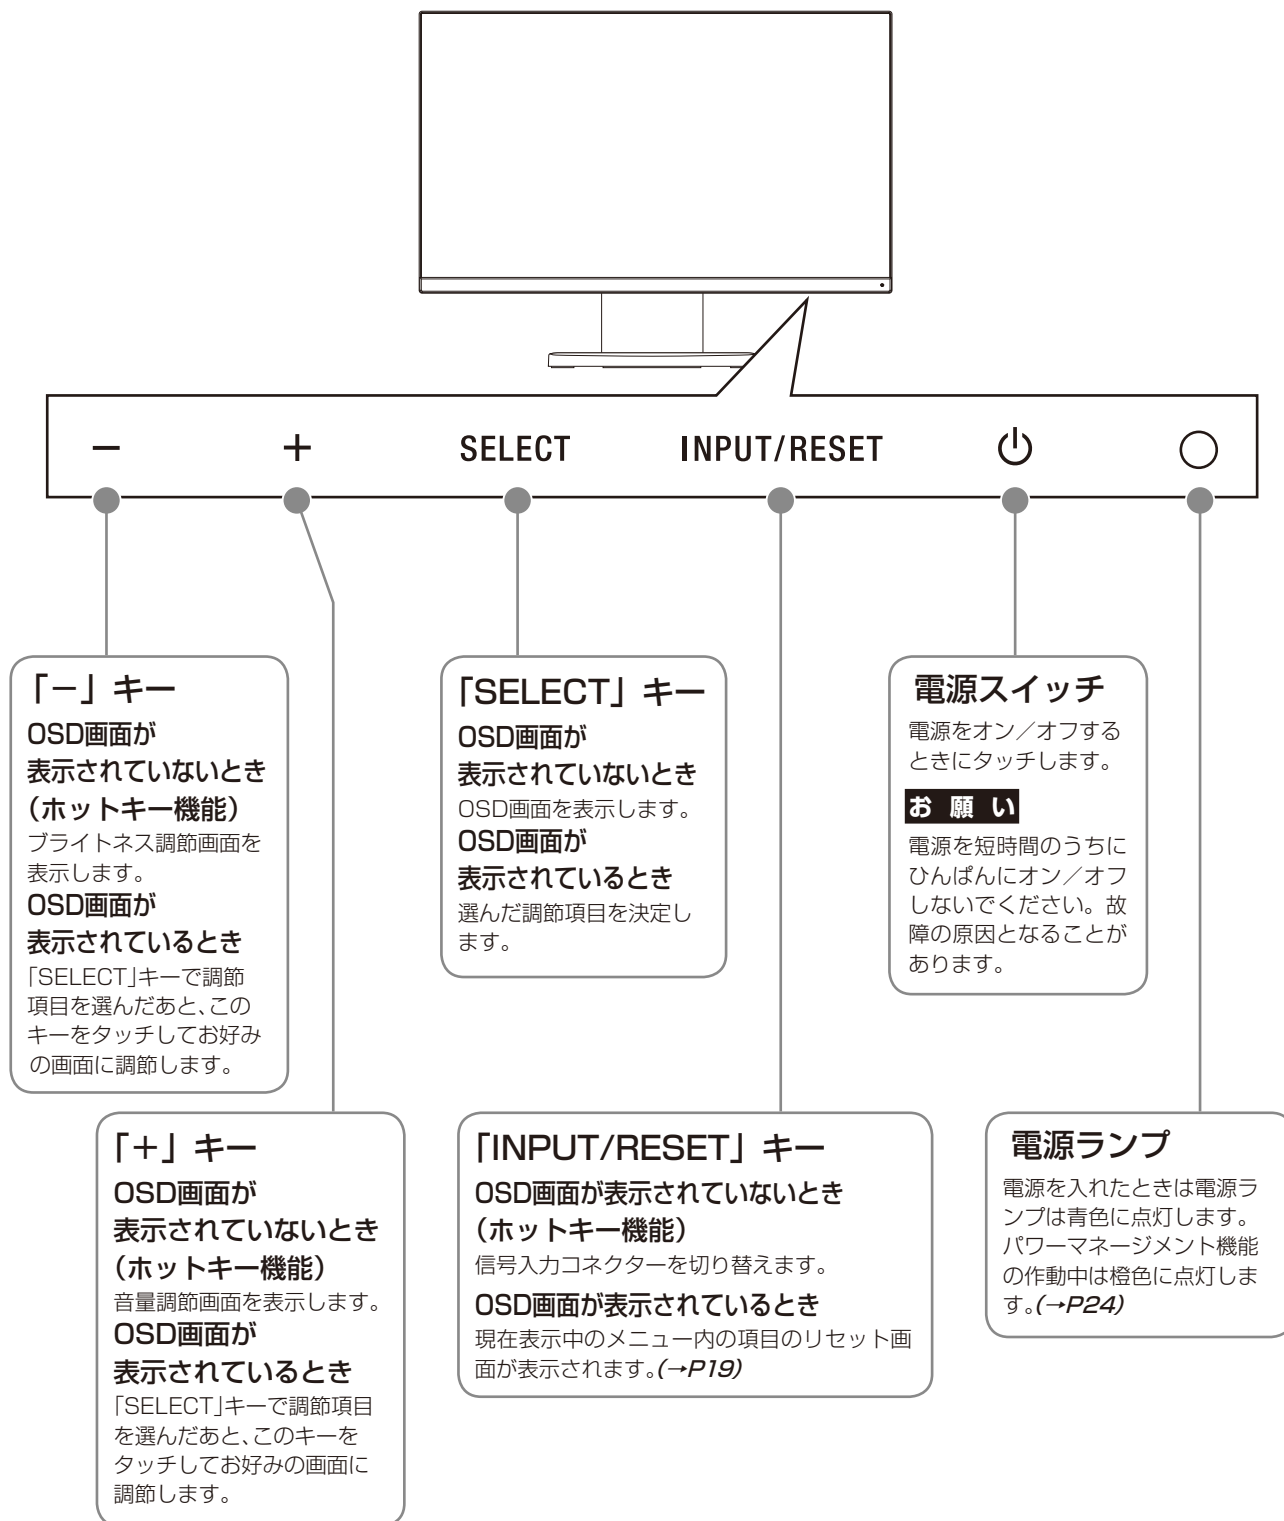 − + SELECT INPUT/RESET
「−」キー
OSD画面が
表示されていないとき
（ホットキー機能）
ブライトネス調節画面を
表示します。
OSD画面が
表示されているとき
「SELECT」キーで調節
項目を選んだあと、この
キーをタッチしてお好み
の画面に調節します。
「SELECT」キー
OSD画面が
表示されていないとき
OSD画面を表示します。
OSD画面が
表示されているとき
選んだ調節項目を決定し
ます。
電源スイッチ
電源をオン／オフする
ときにタッチします。
お願い
電源を短時間のうちに
ひんぱんにオン／オフ
しないでください。故
障の原因となることが
あります。
「+」キー
OSD画面が
表示されていないとき
（ホットキー機能）
音量調節画面を表示します。
OSD画面が
表示されているとき
「SELECT」キーで調節項目
を選んだあと、このキーを
タッチしてお好みの画面に
調節します。
「INPUT/RESET」キー
OSD画面が表示されていないとき
（ホットキー機能）
信号入力コネクターを切り替えます。
OSD画面が表示されているとき
現在表示中のメニュー内の項目のリセット画
面が表示されます。(→P19)
電源ランプ
電源を入れたときは電源ラ
ンプは青色に点灯します。
パワーマネージメント機能
の作動中は橙色に点灯しま
す。(→P24)